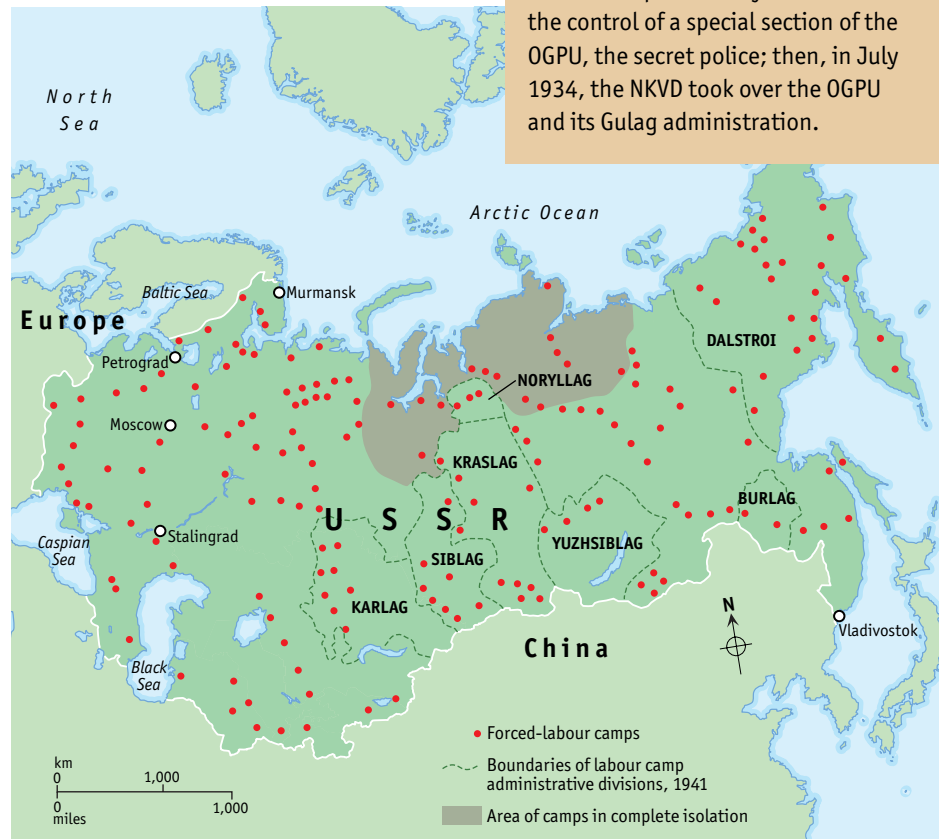 the control of a special section of the
OGPU, the secret police; then, in July
1934, the NKVD took over the OGPU
and its Gulag administration.
North
Sea
Arctic Ocean
Baltic Sea
Murmansk
Europe
Petrograd
Moscow
DALSTROI
NORYLLAG
KRASLAG
BURLAG
U S S R
Stalingrad
Caspian
Sea
YUZHSIBLAG
SIBLAG
KARLAG
N
Vladivostok
China
Black
Sea
Forced-labour camps
Boundaries of labour camp
administrative divisions, 1941
Area of camps in complete isolation
km
0 1,000
0 1,000
miles